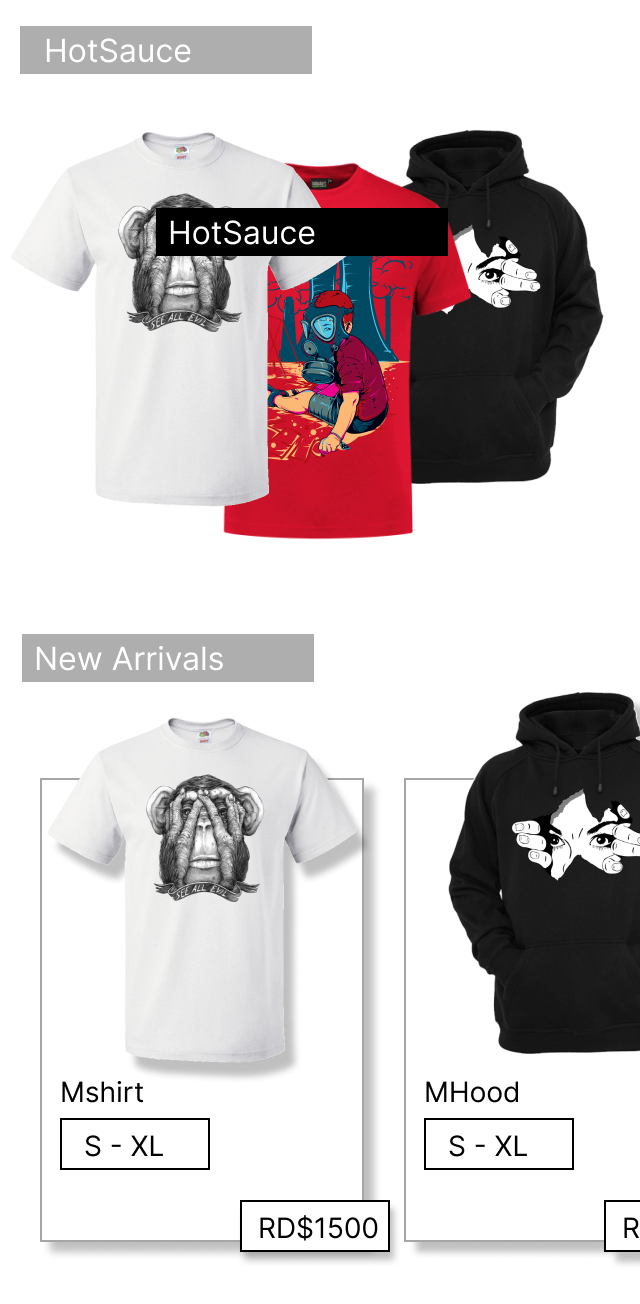 HotSauce
HotSauce
SEE ALL EVIL
New Arrivals
SEE ALL EVIL
Mshirt
MHood
S - XL
S - XL
RD$1500
R